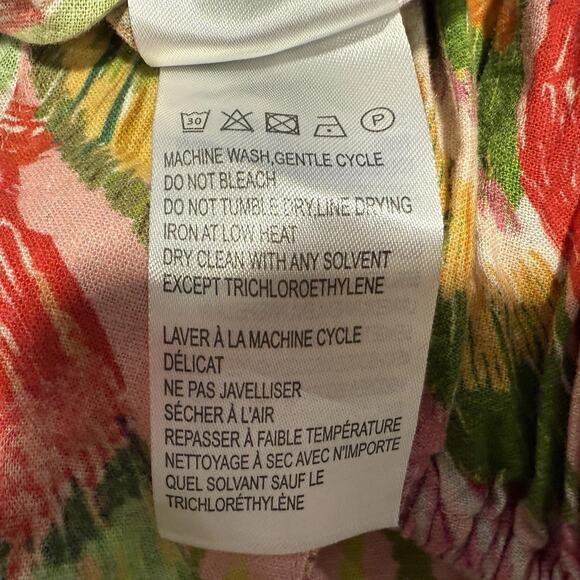 30 P
MACHINE WASH,GENTLE CYCLE
DO NOT BLEACH
DO NOT TUMBLE DRY,LINE DRYING
IRON AT LOW HEAT
DRY CLEAN WITH ANY SOLVENT
EXCEPT TRICHLOROETHYLENE
LAVER À LA MACHINE CYCLE
DÉLICAT
NE PAS JAVELLISER
SÉCHER À L'AIR
REPASSER À FAIBLE TEMPÉRATURE
NETTOYAGE À SEC AVEC N'IMPORTE
QUEL SOLVANT SAUF LE
TRICHLORÉTHYLÈNE